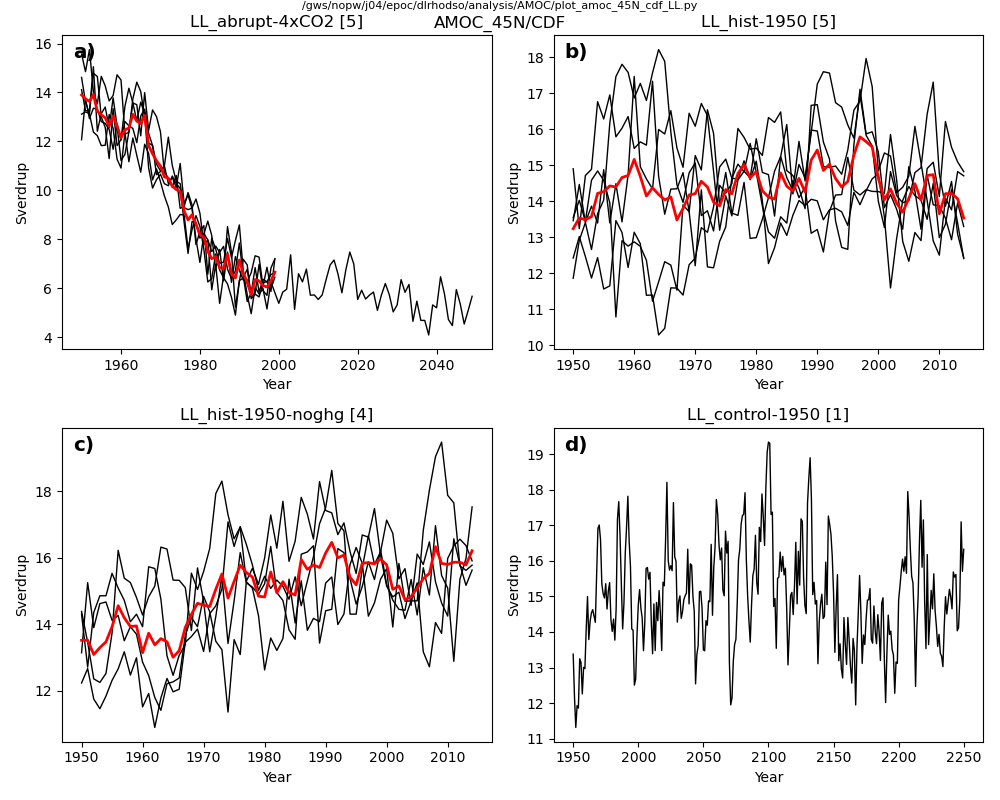 /gws/nopw/j04/epoc/dlrhodso/analysis/AMOC/plot_amoc_45N_cdf_LL.py
AMOC_45N/CDF
LL_abrupt-4xCO2 [5]
a)
Sverdrup
16
14
12
10
8
6
4
1960 1980 2000 2020 2040
Year
LL_hist-1950 [5]
b)
Sverdrup
18
17
16
15
14
13
12
11
10
1950 1960 1970 1980 1990 2000 2010
Year
LL_hist-1950-noghg [4]
c)
Sverdrup
18
16
14
12
1950 1960 1970 1980 1990 2000 2010
Year
LL_control-1950 [1]
d)
Sverdrup
19
18
17
16
15
14
13
12
11
1950 2000 2050 2100 2150 2200 2250
Year